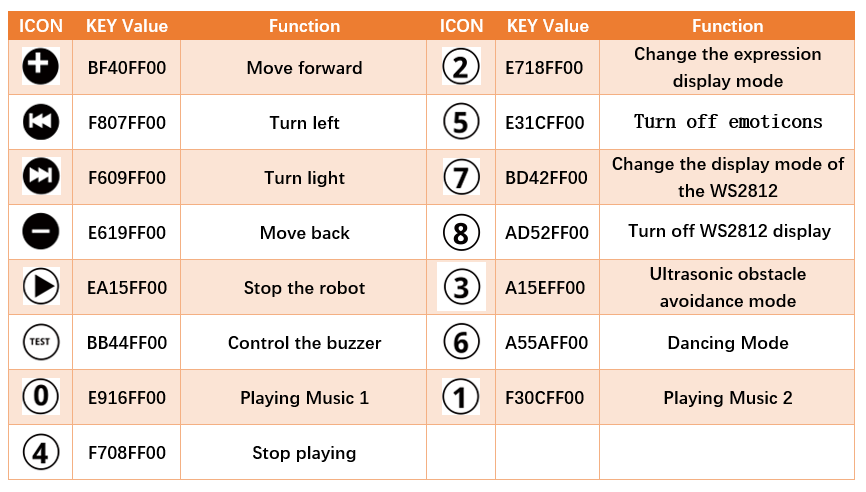 ICON KEY Value Function ICON KEY Value Function
+ BF40FF00 Move forward 2 E718FF00 Change the expression
display mode
F807FF00 Turn left 5 E31CFF00 Turn off emoticons
F609FF00 Turn light 7 BD42FF00 Change the display mode of
the WS2812
− E619FF00 Move back 8 AD52FF00 Turn off WS2812 display
EA15FF00 Stop the robot 3 A15EFF00 Ultrasonic obstacle
avoidance mode
TEST BB44FF00 Control the buzzer 6 A55AFF00 Dancing Mode
0 E916FF00 Playing Music 1 1 F30CFF00 Playing Music 2
4 F708FF00 Stop playing